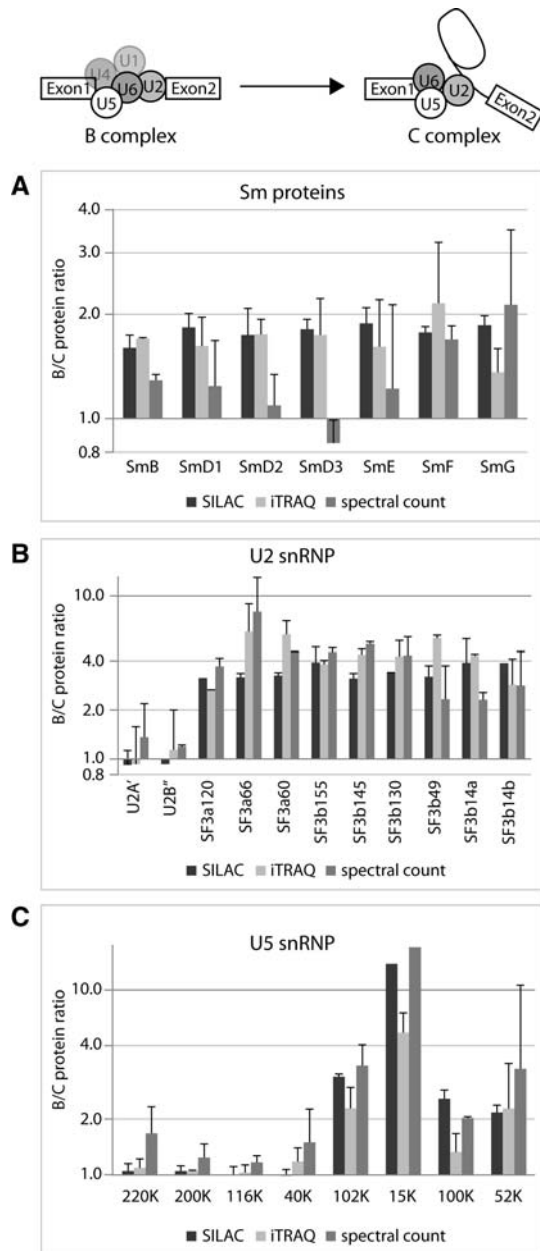 U1
U4
Exon1 U6 U2 Exon2
U5
B complex
U6
U5 U2
Exon2
Exon1
C complex
A
Sm proteins
B/C protein ratio
4.0
3.0
2.0
1.0
0.8
SmB SmD1 SmD2 SmD3 SmE SmF SmG
SILAC iTRAQ spectral count
B
U2 snRNP
B/C protein ratio
10.0
4.0
2.0
1.0
0.8
U2A' U2B" SF3a120 SF3a66 SF3a60 SF3b155 SF3b145 SF3b130 SF3b49 SF3b14a SF3b14b
SILAC iTRAQ spectral count
C
U5 snRNP
B/C protein ratio
10.0
4.0
2.0
1.0
220K 200K 116K 40K 102K 15K 100K 52K
SILAC iTRAQ spectral count